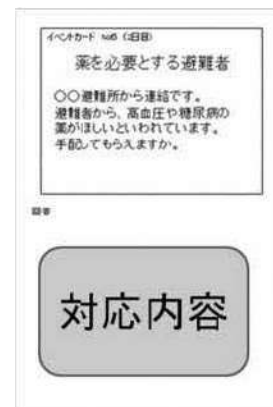 イベントカード No6（2日目）
薬を必要とする避難者
○○避難所から連絡です。
避難者から、高血圧や糖尿病の
薬がほしいといわれています。
手配してもらえますか。
回答
対応内容